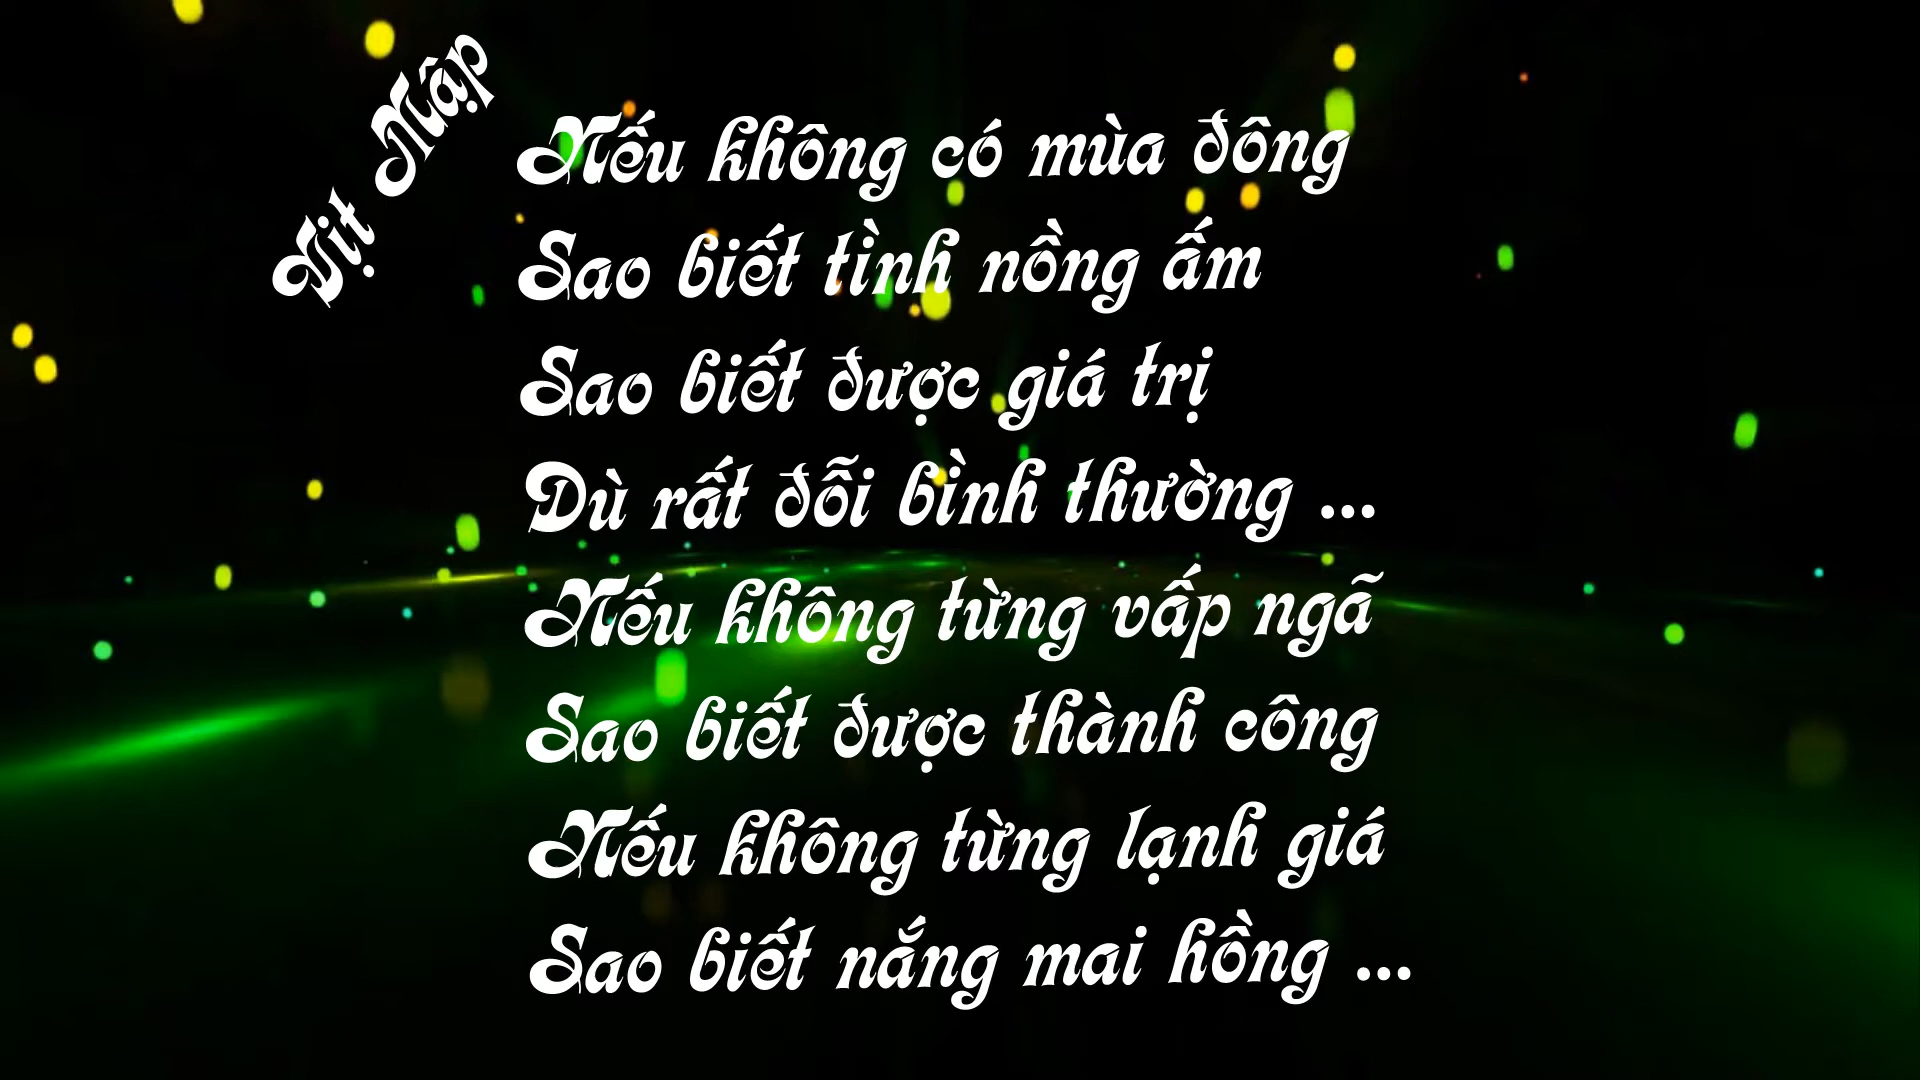 Vịt Mập
Nếu không có mùa đông
Sao biết tình nồng ấm
Sao biết được giá trị
Dù rất đỗi bình thường ...
Nếu không từng vấp ngã
Sao biết được thành công
Nếu không từng lạnh giá
Sao biết nắng mai hồng ...